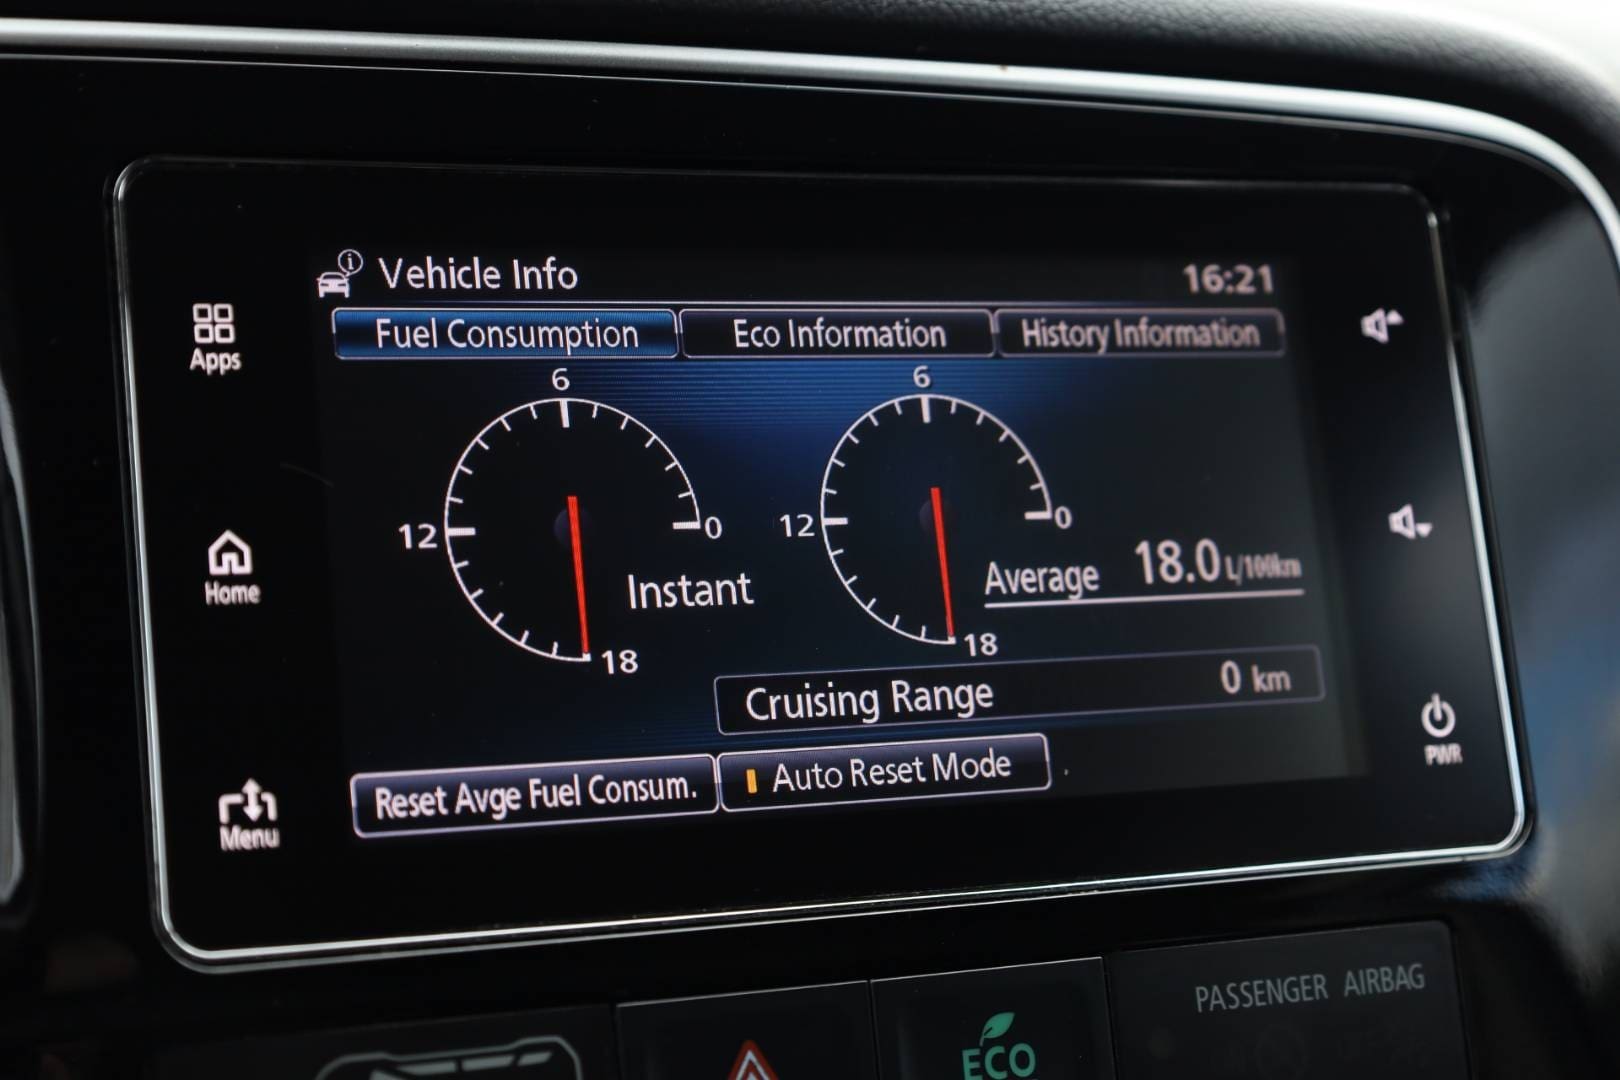 Vehicle Info 16:21
Fuel Consumption Eco Information History Information
Apps
6 6
12 0 12 0
Home
Instant Average 18.0 L/100km
18 18
Cruising Range 0 km
PWR
Reset Avge Fuel Consum. Auto Reset Mode
Menu
PASSENGER AIRBAG
ECO